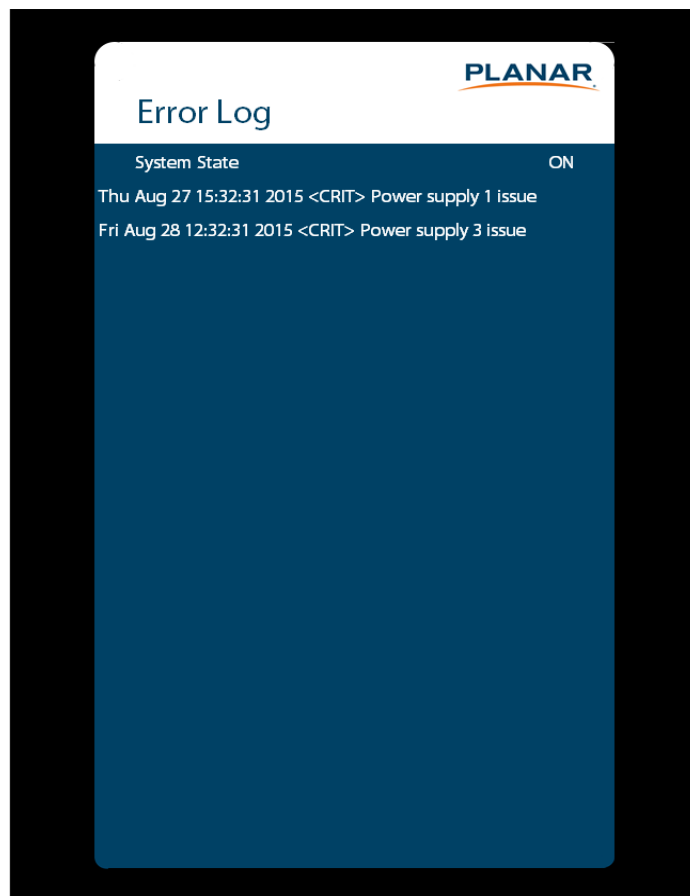 PLANAR
Error Log
System State ON
Thu Aug 27 15:32:31 2015 <CRIT> Power supply 1 issue
Fri Aug 28 12:32:31 2015 <CRIT> Power supply 3 issue